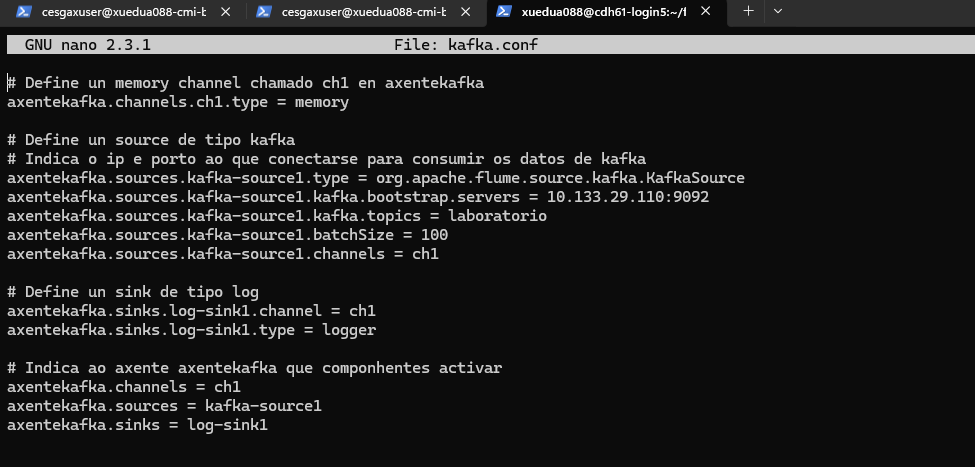 cesgaxuser@xuedua088-cmi-b
cesgaxuser@xuedua088-cmi-b
xuedua088@cdh61-login5:~/f
GNU nano 2.3.1 File: kafka.conf
# Define un memory channel chamado ch1 en axentekafka
axentekafka.channels.ch1.type = memory
# Define un source de tipo kafka
# Indica o ip e porto ao que conectarse para consumir os datos de kafka
axentekafka.sources.kafka-source1.type = org.apache.flume.source.kafka.KafkaSource
axentekafka.sources.kafka-source1.kafka.bootstrap.servers = 10.133.29.110:9092
axentekafka.sources.kafka-source1.kafka.topics = laboratorio
axentekafka.sources.kafka-source1.batchSize = 100
axentekafka.sources.kafka-source1.channels = ch1
# Define un sink de tipo log
axentekafka.sinks.log-sink1.channel = ch1
axentekafka.sinks.log-sink1.type = logger
# Indica ao axente axentekafka que componhentes activar
axentekafka.channels = ch1
axentekafka.sources = kafka-source1
axentekafka.sinks = log-sink1